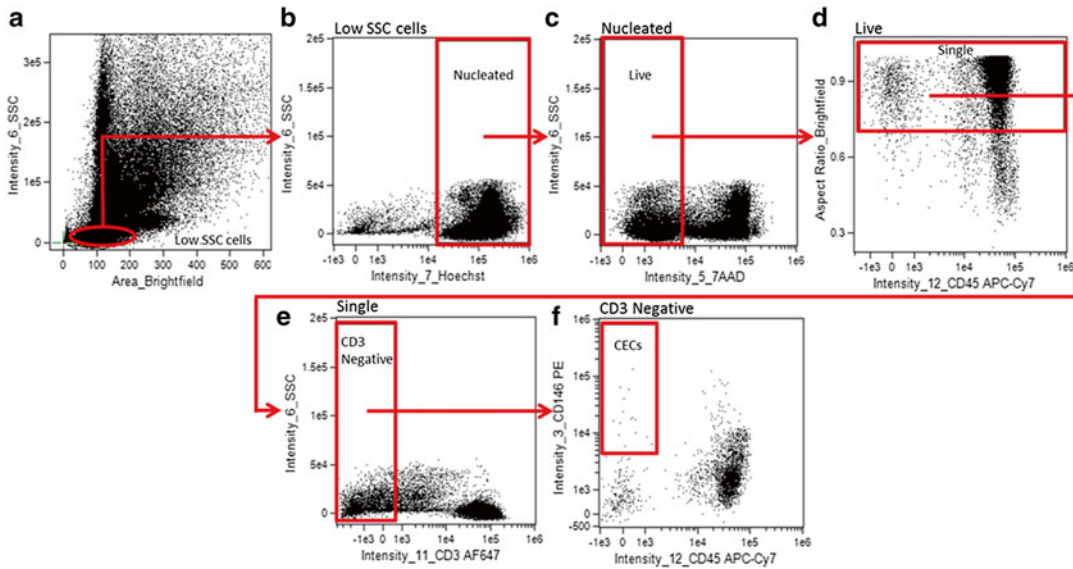 a
Intensity_6_SSC
3e5
2e5
1e5
0
Low SSC cells
0 100 200 300 400 500 600
Area_Brightfield
b
Low SSC cells
Intensity_6_SSC
2e5
1.5e5
1e5
5e4
0
Nucleated
-1e3 1e3 1e4 1e5 1e6
Intensity_7_Hoechst
c
Nucleated
Intensity_6_SSC
2e5
1.5e5
1e5
5e4
0
Live
-1e3 1e3 1e4 1e5 1e6
Intensity_5_7AAD
d
Live
Aspect Ratio_Brightfield
0.9
0.6
0.3
Single
-1e3 1e3 1e4 1e5 1e6
Intensity_12_CD45 APC-Cy7
e
Single
Intensity_6_SSC
2e5
1.5e5
1e5
5e4
0
CD3
Negative
-1e3 1e3 1e4 1e5 1e6
Intensity_11_CD3 AF647
f
CD3 Negative
Intensity_3_CD146 PE
1e6
1e5
1e4
1e3
0
-500
CECs
-1e3 0 1e3 1e4 1e5 1e6
Intensity_12_CD45 APC-Cy7